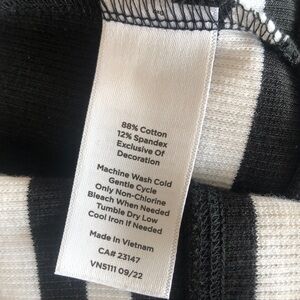 88% Cotton
12% Spandex
Exclusive Of
Decoration
Machine Wash Cold
Gentle Cycle
Only Non-Chlorine
Bleach When Needed
Tumble Dry Low
Cool Iron If Needed
Made In Vietnam
CA# 23147
VN5111 09/22